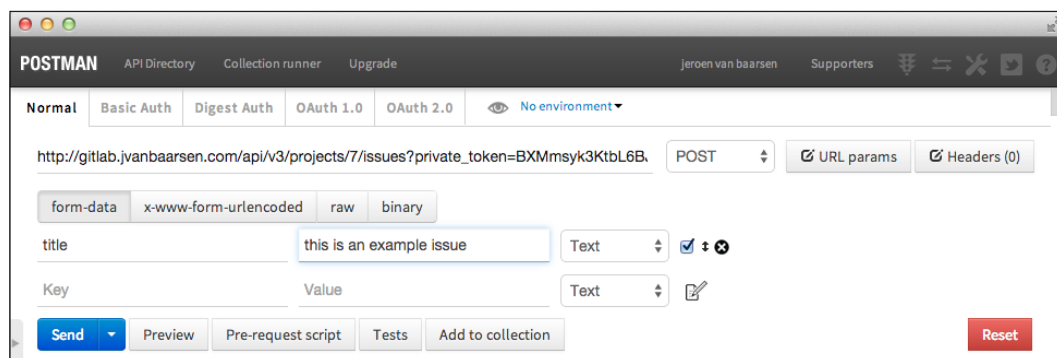 POSTMAN API Directory Collection runner Upgrade jeroen van baarsen Supporters
Normal Basic Auth Digest Auth OAuth 1.0 OAuth 2.0 No environment
http://gitlab.jvanbaarsen.com/api/v3/projects/7/issues?private_token=BXMmsyk3KtbL6B. POST URL params Headers (0)
form-data x-www-form-urlencoded raw binary
title this is an example issue Text
Key Value Text
Send Preview Pre-request script Tests Add to collection Reset